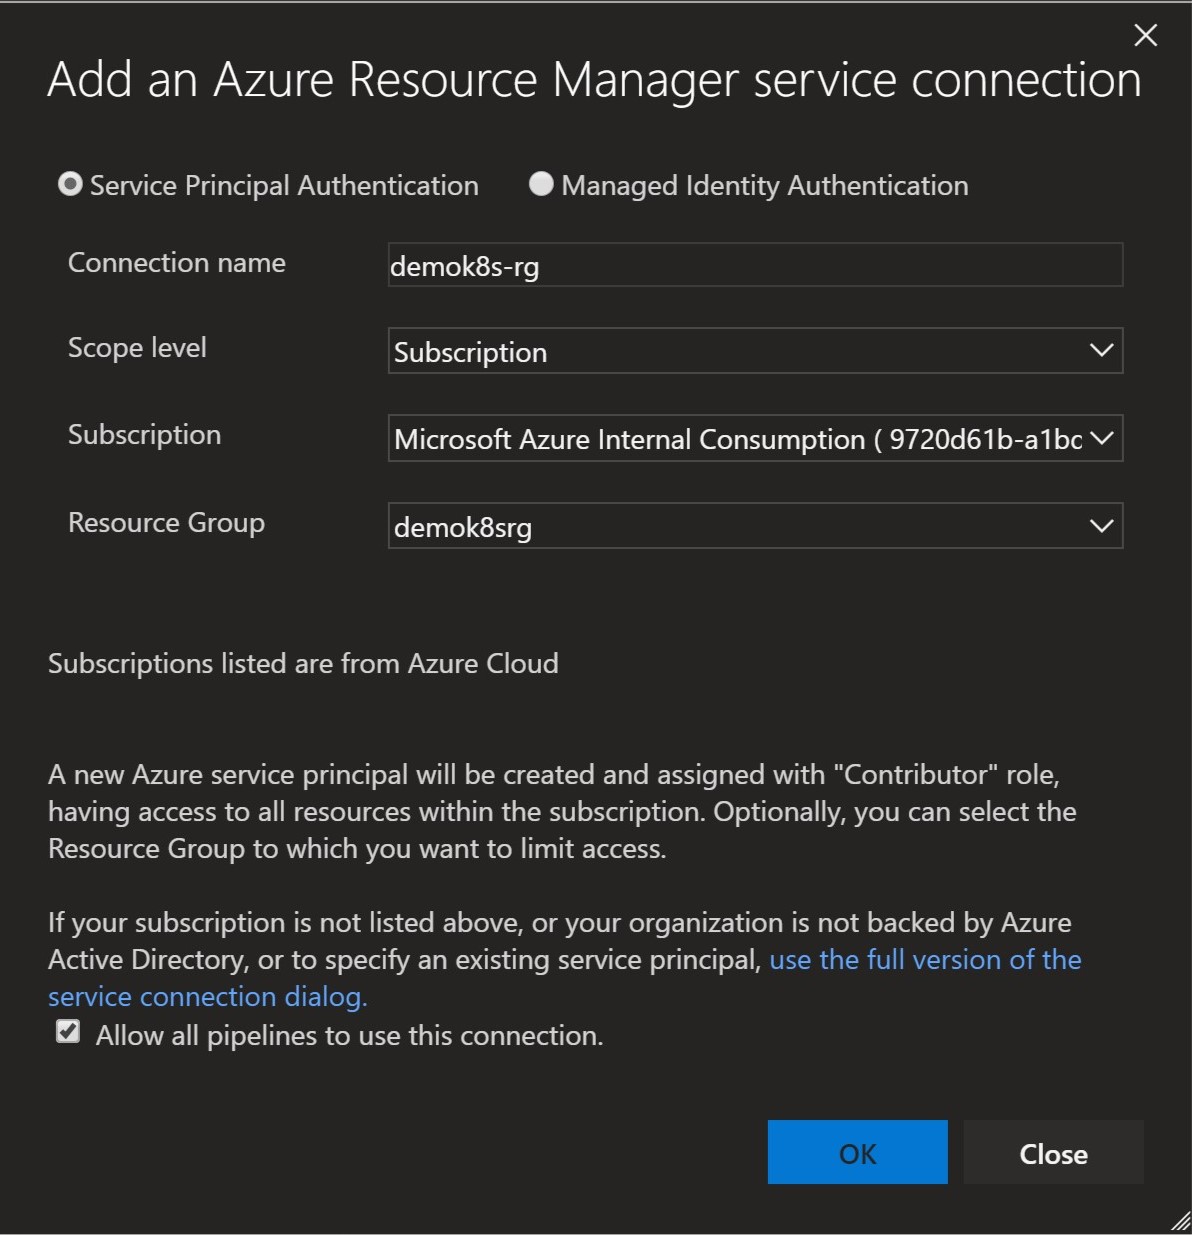 Add an Azure Resource Manager service connection
Service Principal Authentication Managed Identity Authentication
Connection name demok8s-rg
Scope level Subscription
Subscription Microsoft Azure Internal Consumption ( 9720d61b-a1bc
Resource Group demok8srg
Subscriptions listed are from Azure Cloud
A new Azure service principal will be created and assigned with "Contributor" role,
having access to all resources within the subscription. Optionally, you can select the
Resource Group to which you want to limit access.
If your subscription is not listed above, or your organization is not backed by Azure
Active Directory, or to specify an existing service principal, use the full version of the
service connection dialog.
Allow all pipelines to use this connection.
OK Close